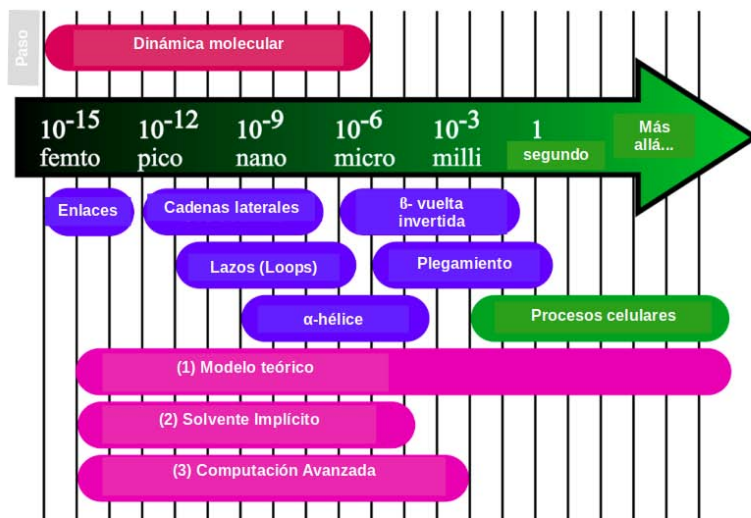 Paso
Dinámica molecular
10-15 10-12 10-9 10-6 10-3 1 Más
femto pico nano micro milli segundo allá...
Enlaces Cadenas laterales ß- vuelta
invertida
Lazos (Loops) Plegamiento
α-hélice Procesos celulares
(1) Modelo teórico
(2) Solvente Implícito
(3) Computación Avanzada